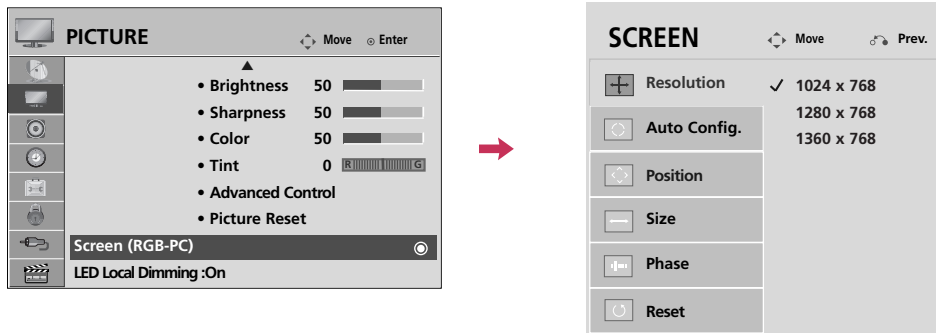 PICTURE
Move
Enter
• Brightness 50
• Sharpness 50
• Color 50
• Tint 0 R G
• Advanced Control
• Picture Reset
Screen (RGB-PC)
LED Local Dimming :On
SCREEN
Move
Prev.
Resolution
Auto Config.
Position
Size
Phase
Reset
1024 x 768
1280 x 768
1360 x 768